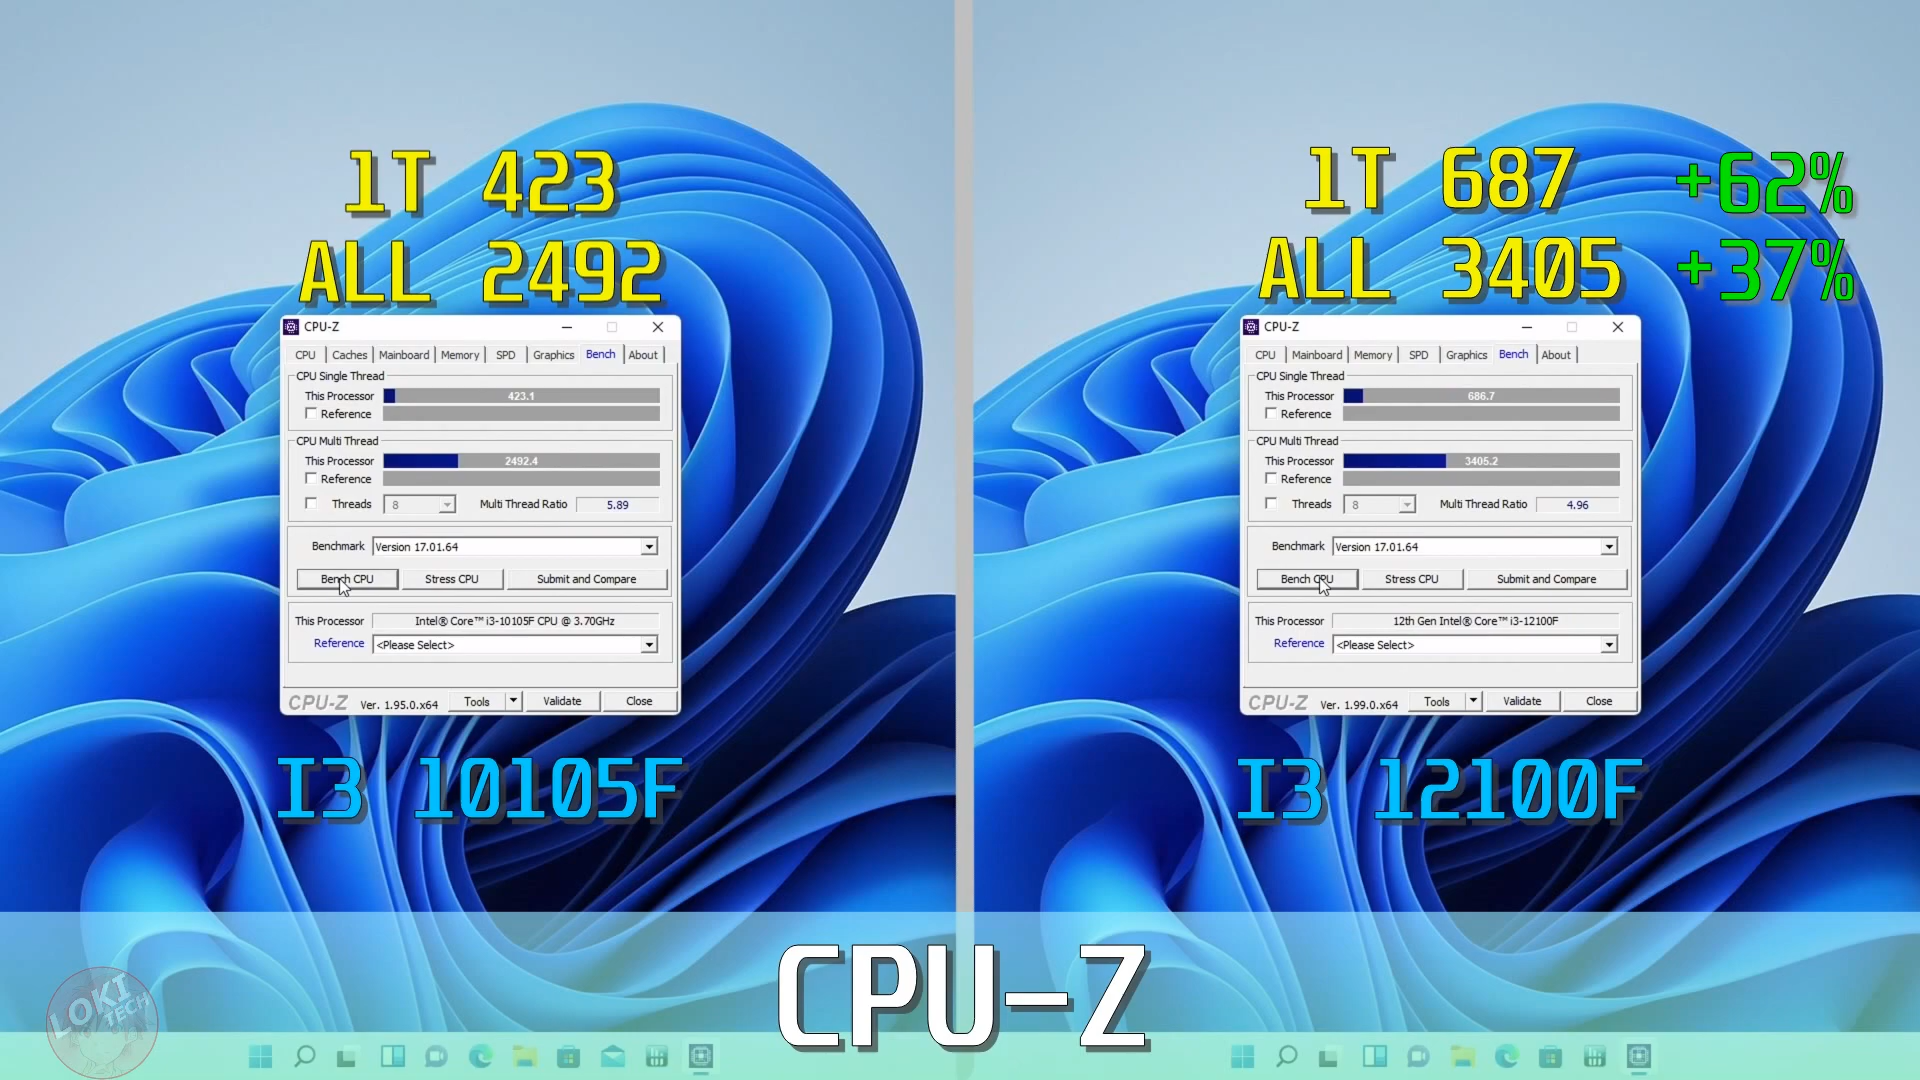 1T 423
ALL 2492
CPU-Z
CPU Caches Mainboard Memory SPD Graphics Bench About
CPU Single Thread
This Processor 423.1
Reference
CPU Multi Thread
This Processor 2492.4
Reference
Threads 8 Multi Thread Ratio 5.89
Benchmark Version 17.01.64
Bench CPU Stress CPU Submit and Compare
This Processor Intel® Core™ i3-10105F CPU @ 3.70GHz
Reference <Please Select>
CPU-Z Ver. 1.95.0.x64 Tools Validate Close
I3 10105F
1T 687 +62%
ALL 3405 +37%
CPU-Z
CPU Mainboard Memory SPD Graphics Bench About
CPU Single Thread
This Processor 686.7
Reference
CPU Multi Thread
This Processor 3405.2
Reference
Threads 8 Multi Thread Ratio 4.96
Benchmark Version 17.01.64
Bench CPU Stress CPU Submit and Compare
This Processor 12th Gen Intel® Core™ i3-12100F
Reference <Please Select>
CPU-Z Ver. 1.99.0.x64 Tools Validate Close
I3 12100F
CPU-Z
LOKI
TECH